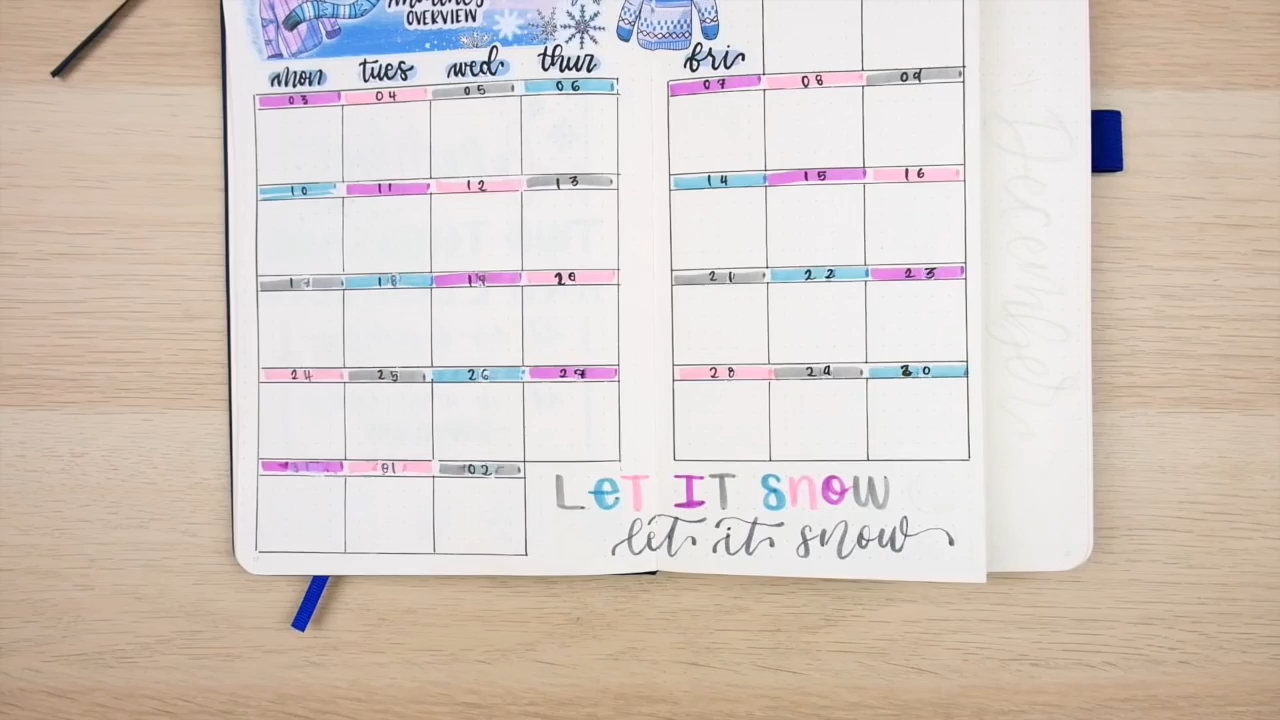 OVERVIEW
mon tues wed thur fri
03 04 05 06 07 08 09
10 11 12 13 14 15 16
17 18 19 20 21 22 23
24 25 26 27 28 29 30
31 01 02
LeT IT SnoW
let it snow
December